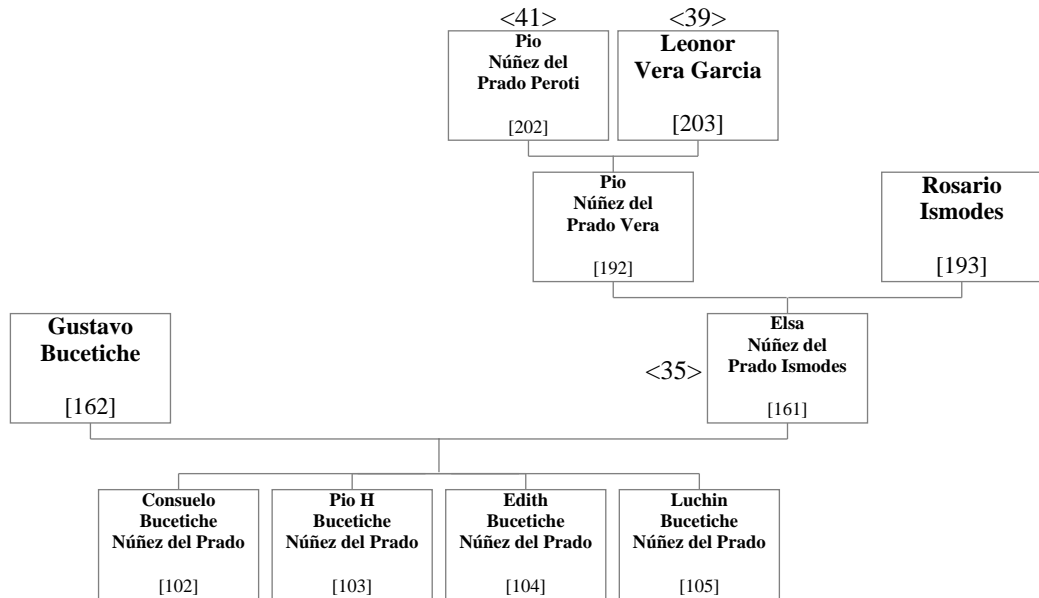 <41>
<39>
Pio
Núñez del
Prado Peroti
[202]
Leonor
Vera Garcia
[203]
Pio
Núñez del
Prado Vera
[192]
Rosario
Ismodes
[193]
Gustavo
Bucetiche
[162]
<35>
Elsa
Núñez del
Prado Ismodes
[161]
Consuelo
Bucetiche
Núñez del Prado
[102]
Pio H
Bucetiche
Núñez del Prado
[103]
Edith
Bucetiche
Núñez del Prado
[104]
Luchin
Bucetiche
Núñez del Prado
[105]